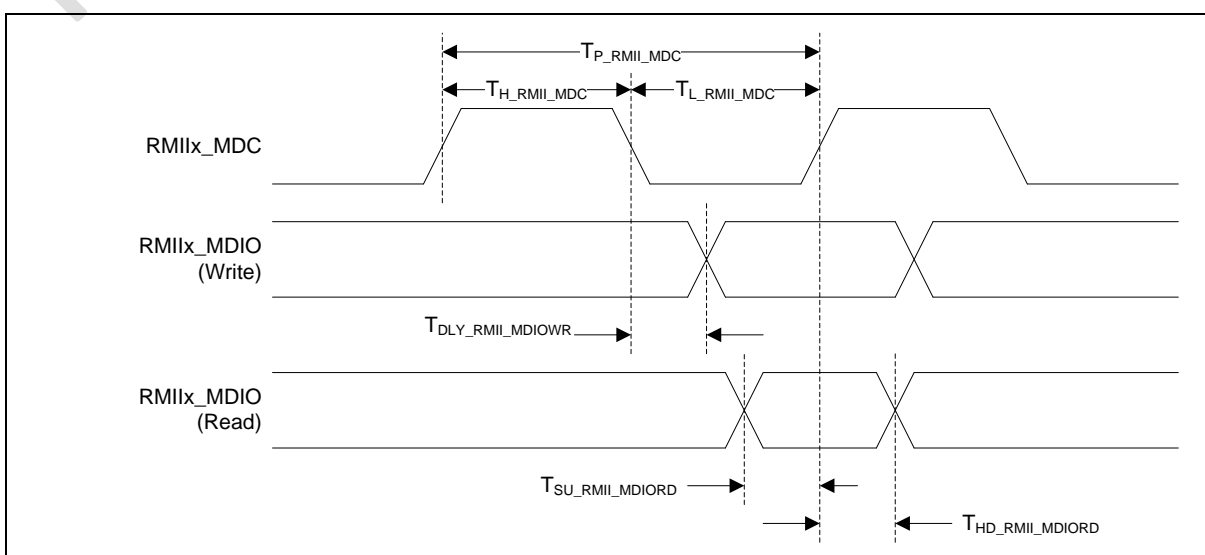 T_P_RMII_MDC
T_H_RMII_MDC T_L_RMII_MDC
RMIIx_MDC
RMIIx_MDIO
(Write)
T_DLY_RMII_MDIOWR
RMIIx_MDIO
(Read)
T_SU_RMII_MDIORD
T_HD_RMII_MDIORD